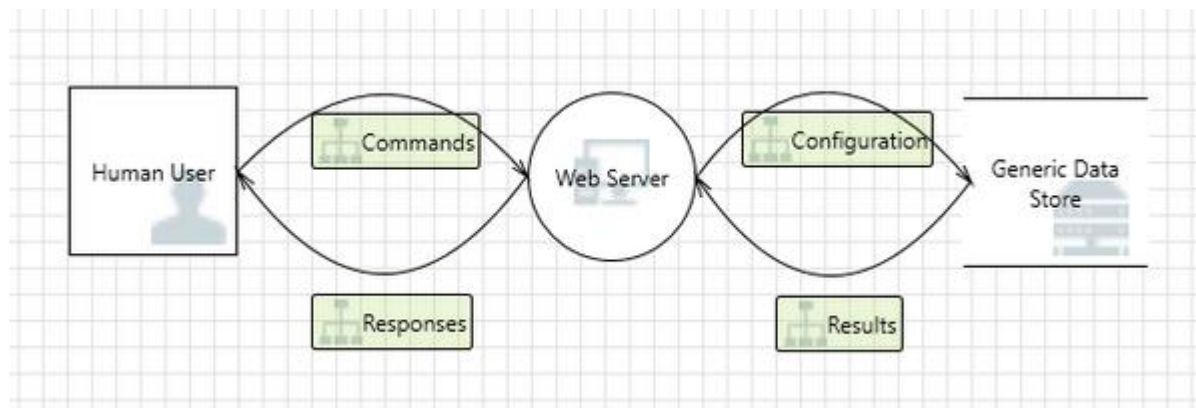 Human User
Commands
Responses
Web Server
Configuration
Results
Generic Data
Store